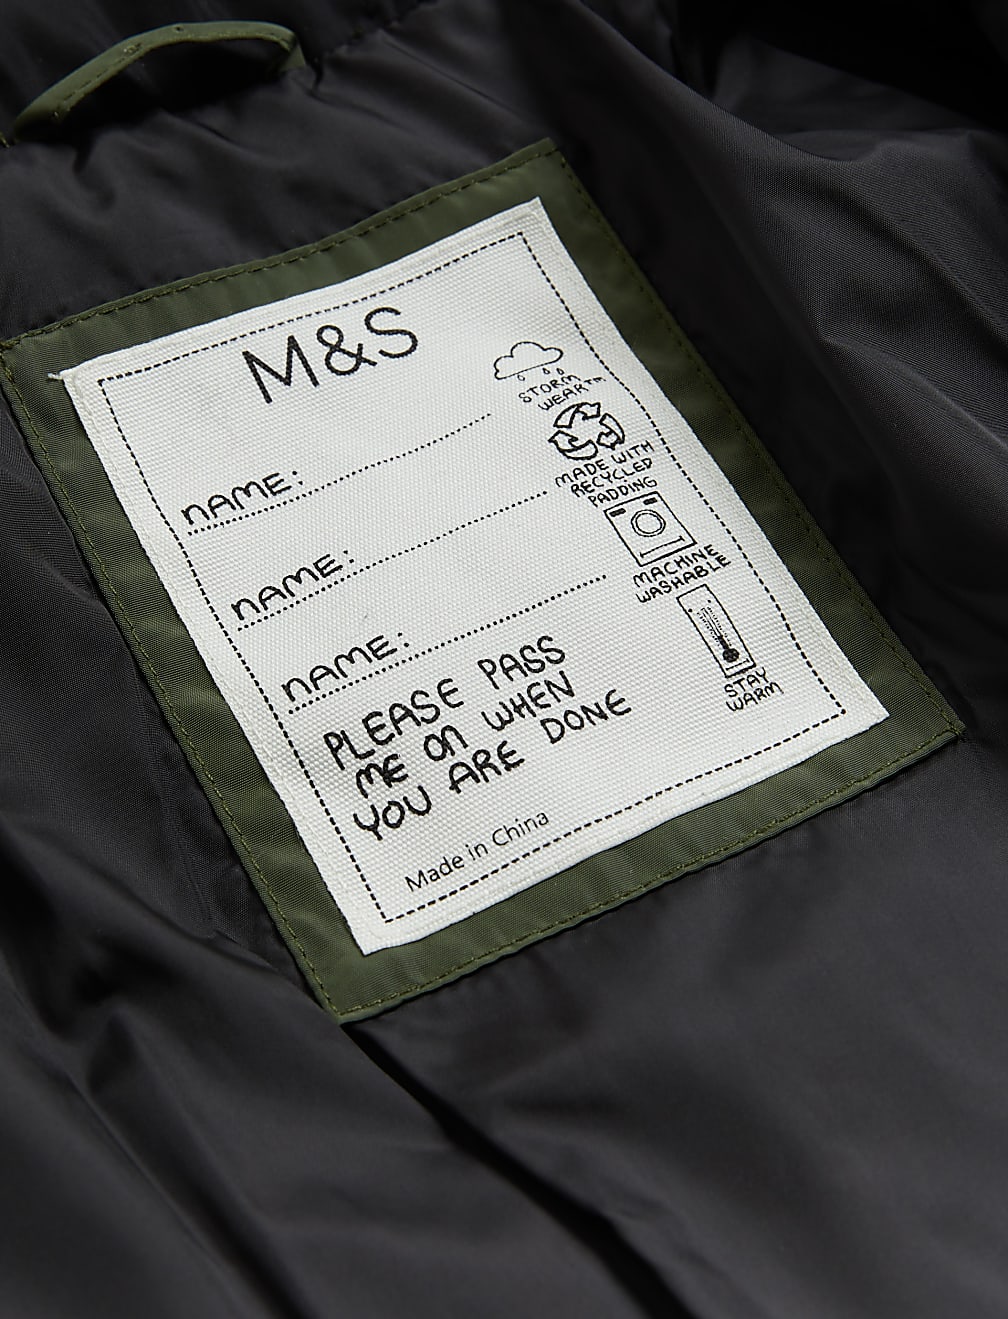 M&S
STORM
WEAR™
NAME:
MADE WITH
RECYCLED
PADDING
NAME:
MACHINE
WASHABLE
NAME:
STAY
WARM
PLEASE PASS
ME ON WHEN
YOU ARE DONE
Made in China